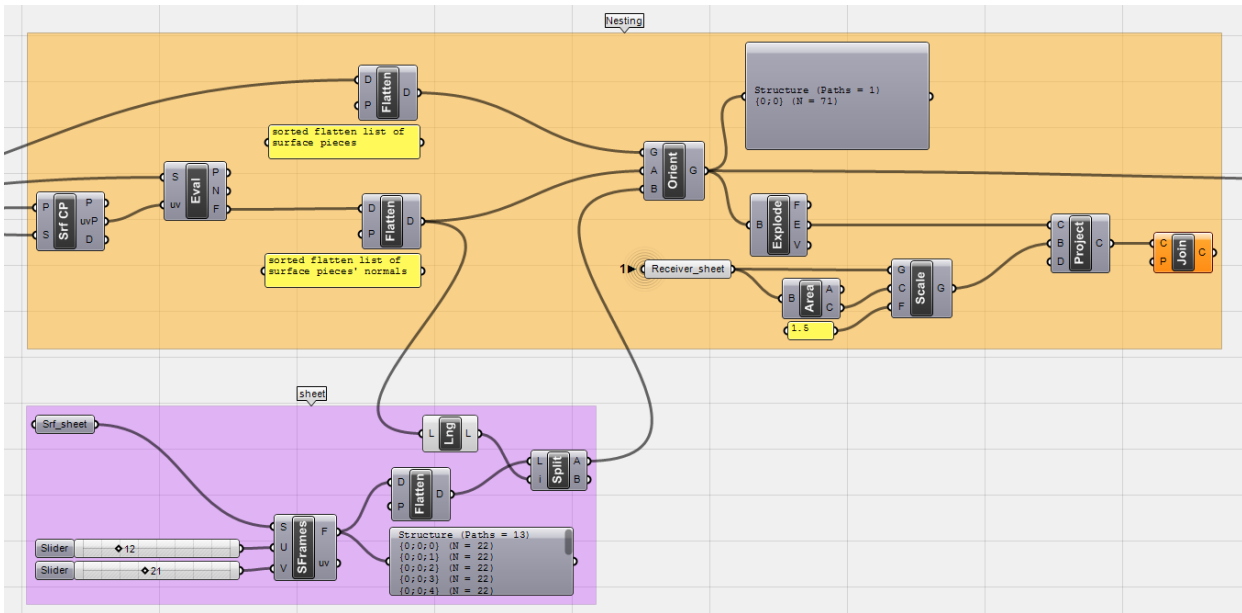 Nesting
D
P
Flatten
D
sorted flatten list of
surface pieces
Structure (Paths = 1)
{0;0} (N = 71)
S
uv
Eval
P
N
F
G
A
B
Orient
G
P
S
Srf CP
P
uvP
D
D
P
Flatten
D
sorted flatten list of
surface pieces' normals
B
Explode
F
E
V
1
Receiver_sheet
B
Area
A
C
1.5
G
C
F
Scale
G
C
B
D
Project
C
C
P
Join
C
sheet
Srf_sheet
L
Lng
L
D
P
Flatten
D
L
i
Split
A
B
Slider
12
Slider
21
S
U
V
SFrames
F
uv
Structure (Paths = 13)
{0;0;0} (N = 22)
{0;0;1} (N = 22)
{0;0;2} (N = 22)
{0;0;3} (N = 22)
{0;0;4} (N = 22)